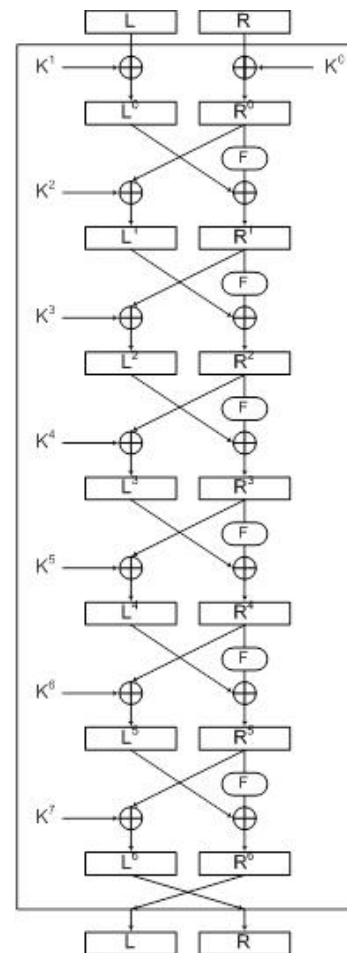 L R
K¹ K⁰
L⁰ R⁰
F
K²
L¹ R¹
F
K³
L² R²
F
K⁴
L³ R³
F
K⁵
L⁴ R⁴
F
K⁶
L⁵ R⁵
F
K⁷
L⁶ R⁶
L R